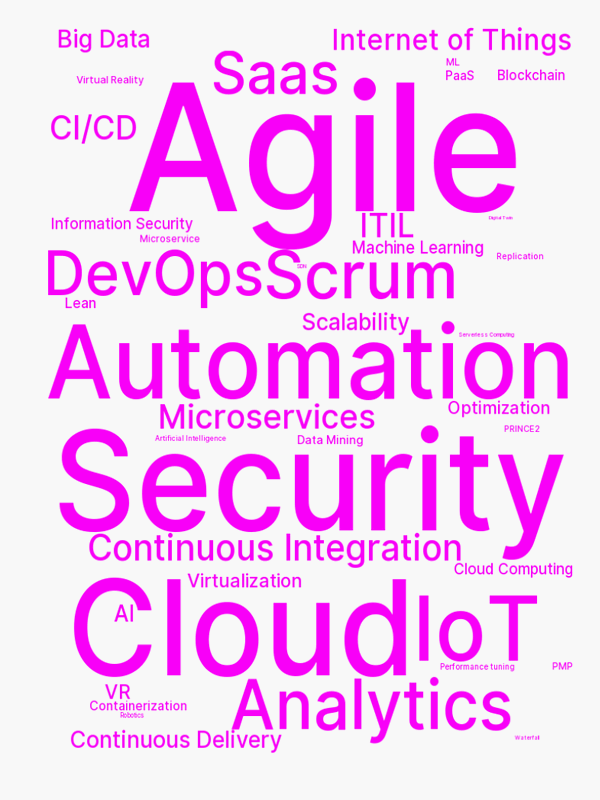 Big Data
Internet of Things
Saas
ML
Virtual Reality
PaaS
Blockchain
CI/CD
Agile
Digital Twin
Information Security
ITIL
Microservice
Machine Learning
Replication
SDN
DevOps
Scrum
Lean
Scalability
Serverless Computing
Automation
Optimization
Microservices
PRINCE2
Artificial Intelligence
Data Mining
Security
Continuous Integration
Cloud Computing
Virtualization
AI
Cloud
IoT
Performance tuning
PMP
VR
Analytics
Containerization
Robotics
Waterfall
Continuous Delivery